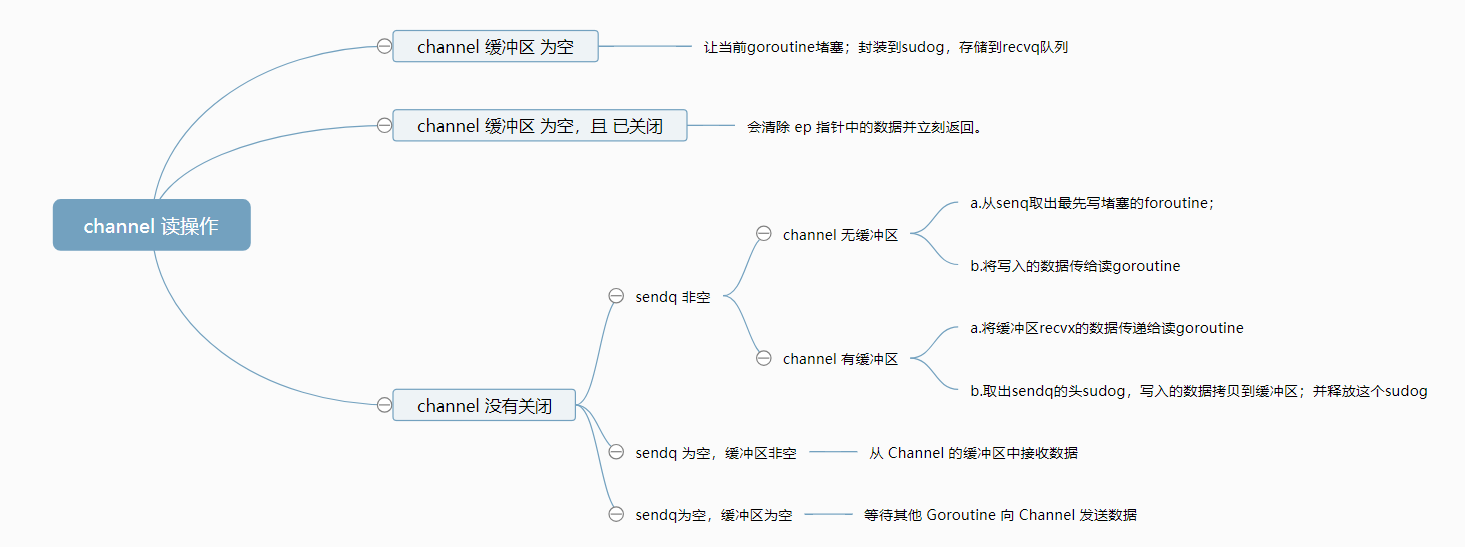 channel 读操作
channel 缓冲区 为空
让当前goroutine堵塞；封装到sudog，存储到recvq队列
channel 缓冲区 为空，且 已关闭
会清除 ep 指针中的数据并立刻返回。
channel 没有关闭
sendq 非空
channel 无缓冲区
a.从senq取出最先写堵塞的foroutine；
b.将写入的数据传给读goroutine
channel 有缓冲区
a.将缓冲区recvx的数据传递给读goroutine
b.取出sendq的头sudog，写入的数据拷贝到缓冲区；并释放这个sudog
sendq 为空，缓冲区非空
从 Channel 的缓冲区中接收数据
sendq为空，缓冲区为空
等待其他 Goroutine 向 Channel 发送数据